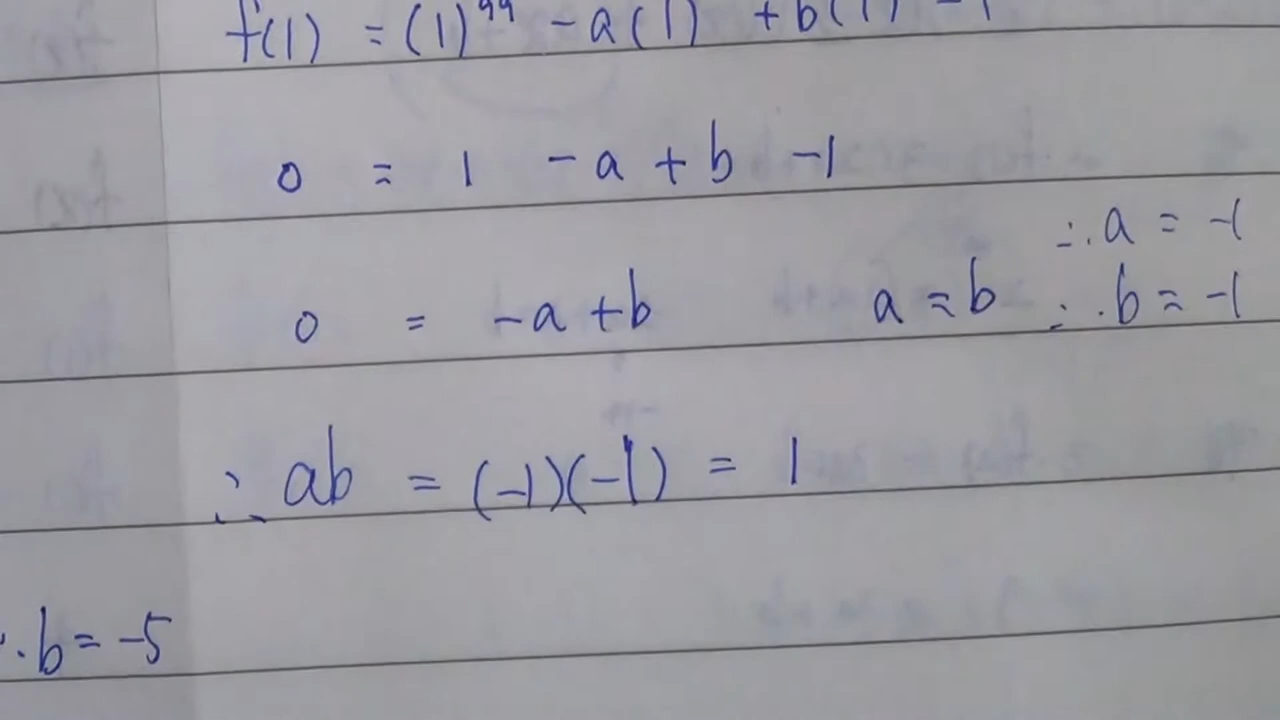 f(1) = (1)⁹⁹ - a(1) + b(1) - 1
0 = 1 - a + b - 1
∴ a = -1
0 = -a + b a = b ∴ b = -1
∴ ab = (-1)(-1) = 1
∴ b = -5